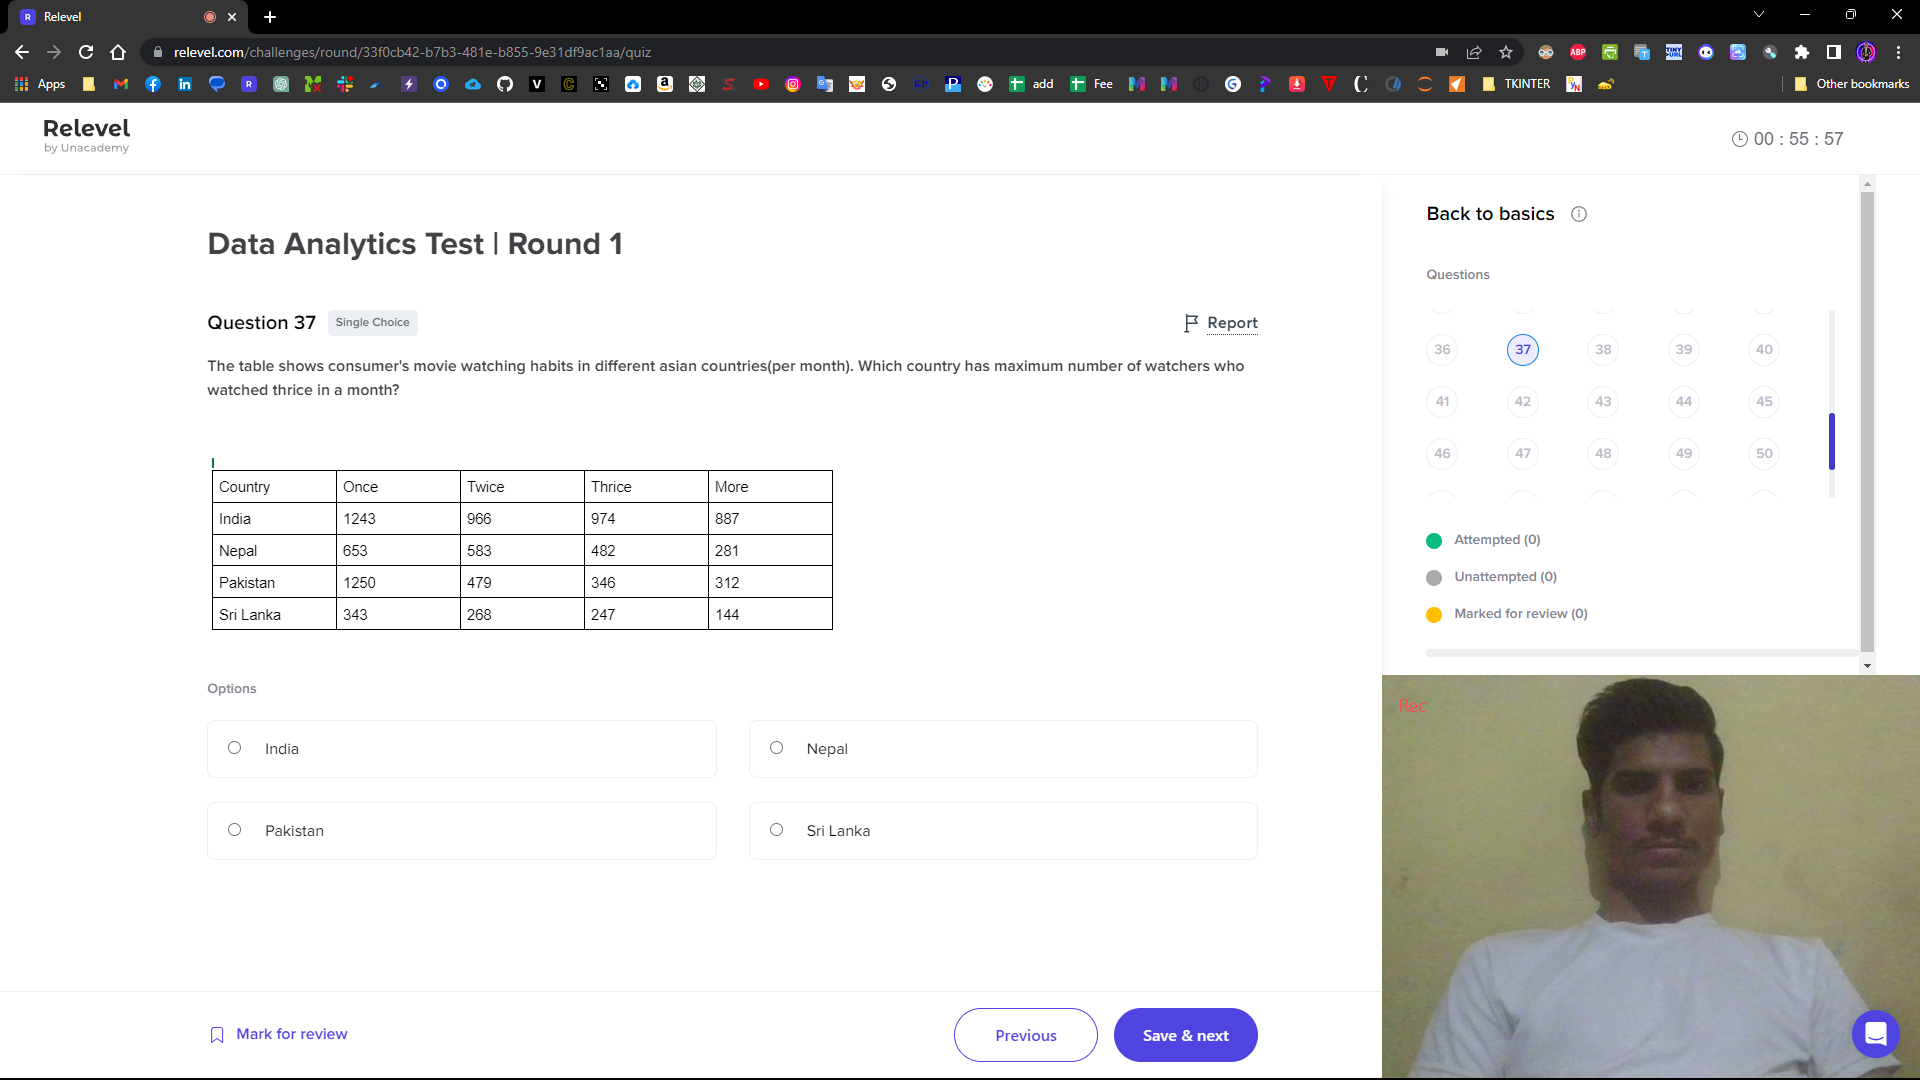 Relevel
relevel.com/challenges/round/33f0cb42-b7b3-481e-b855-9e31df9ac1aa/quiz
Apps
add
Fee
TKINTER
Other bookmarks
Relevel
by Unacademy
00 : 55 : 57
Data Analytics Test | Round 1
Question 37
Single Choice
Report
The table shows consumer's movie watching habits in different asian countries(per month). Which country has maximum number of watchers who
watched thrice in a month?
Country Once Twice Thrice More
India 1243 966 974 887
Nepal 653 583 482 281
Pakistan 1250 479 346 312
Sri Lanka 343 268 247 144
Options
India
Nepal
Pakistan
Sri Lanka
Mark for review
Previous
Save & next
Back to basics
Questions
36 37 38 39 40
41 42 43 44 45
46 47 48 49 50
Attempted (0)
Unattempted (0)
Marked for review (0)
Rec